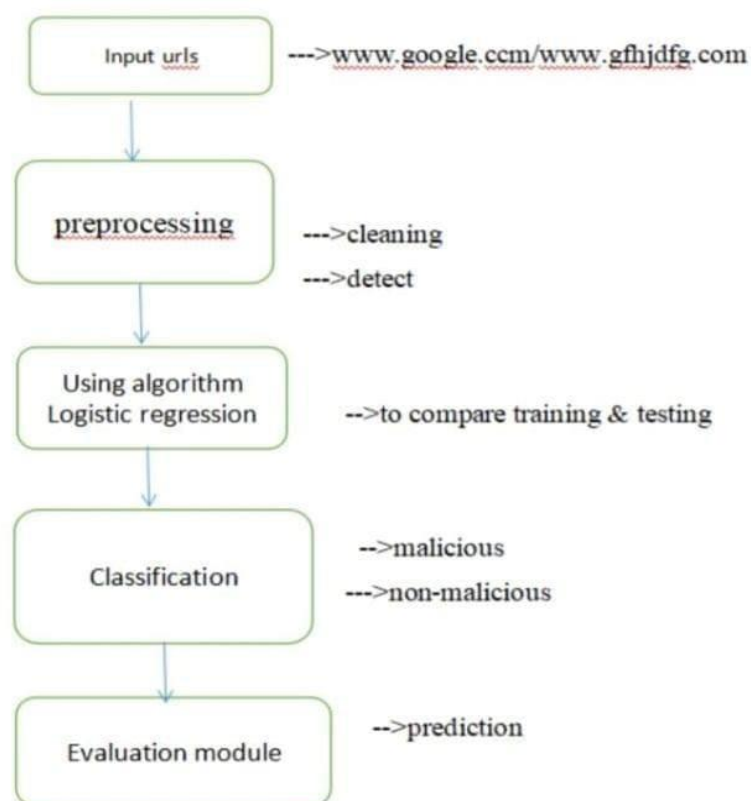 Input urls
--->www.google.ccm/www.gfhjdfg.com
preprocessing
--->cleaning
--->detect
Using algorithm
Logistic regression
-->to compare training & testing
Classification
-->malicious
--->non-malicious
Evaluation module
-->prediction